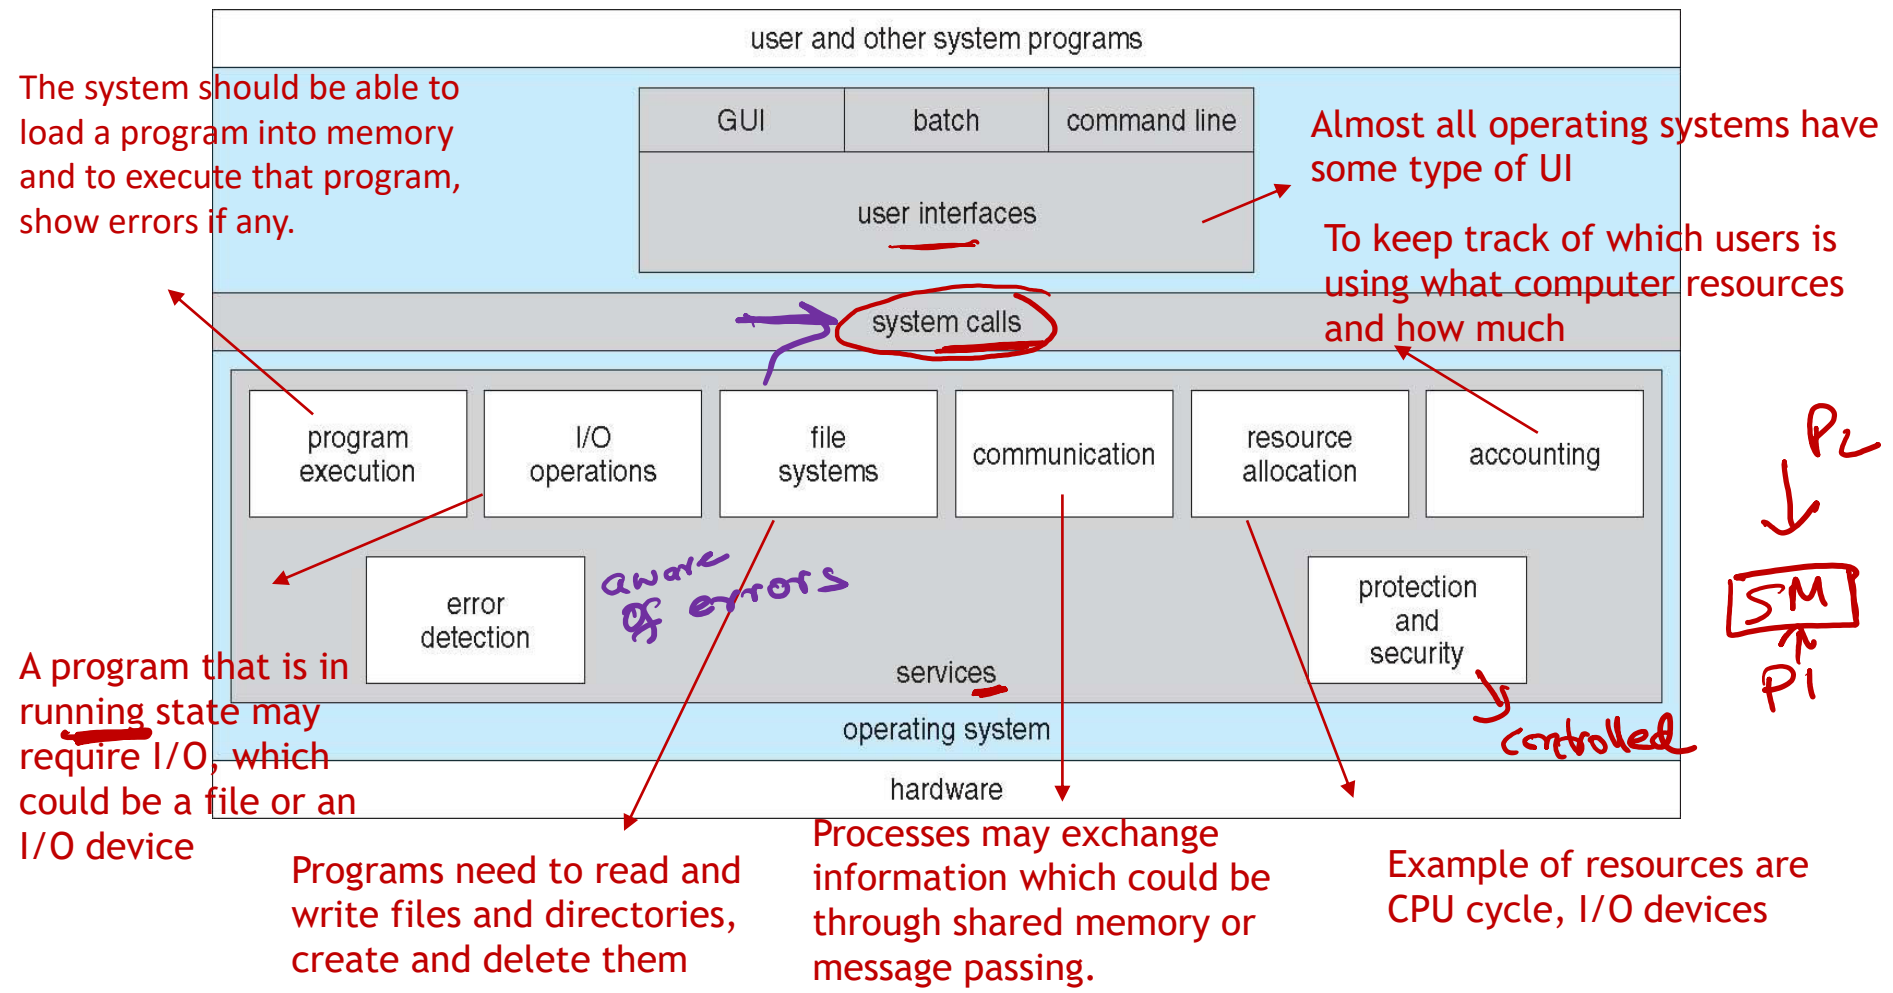 user and other system programs
The system should be able to
load a program into memory
and to execute that program,
show errors if any.
GUI
batch
command line
user interfaces
Almost all operating systems have
some type of UI
To keep track of which users is
using what computer resources
and how much
system calls
program
execution
I/O
operations
file
systems
communication
resource
allocation
accounting
P2
SM
P1
error
detection
aware
of errors
protection
and
security
controlled
services
operating system
hardware
A program that is in
running state may
require I/O, which
could be a file or an
I/O device
Programs need to read and
write files and directories,
create and delete them
Processes may exchange
information which could be
through shared memory or
message passing.
Example of resources are
CPU cycle, I/O devices